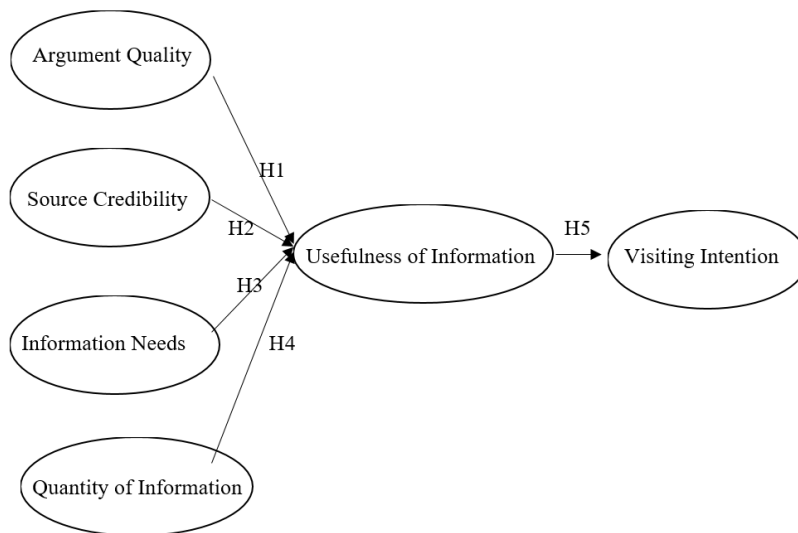 Argument Quality
H1
Source Credibility
H2
Usefulness of Information
H5
Visiting Intention
H3
Information Needs
H4
Quantity of Information